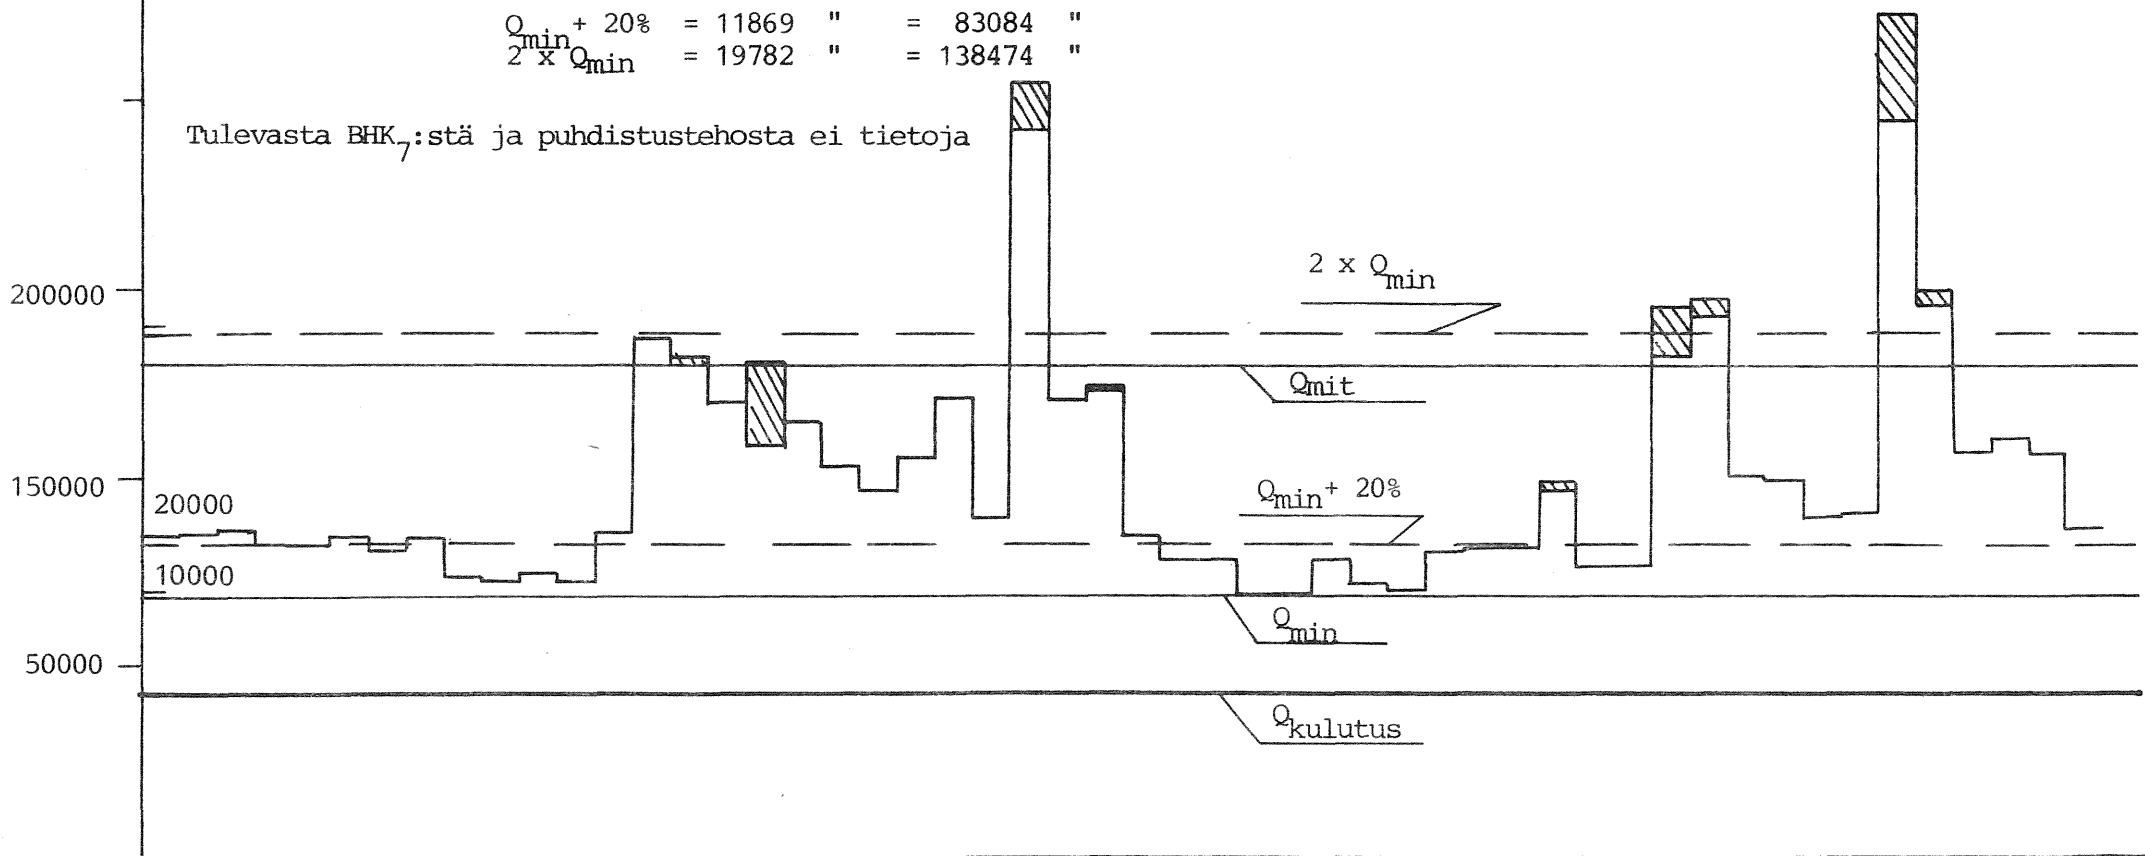 Qmin + 20% = 11869 " = 83084 "
2 x Qmin = 19782 " = 138474 "
Tulevasta BHK7:stä ja puhdistustehosta ei tietoja
2 x Qmin
200000
Qmit
150000
20000
Qmin + 20%
10000
Qmin
50000
Qkulutus